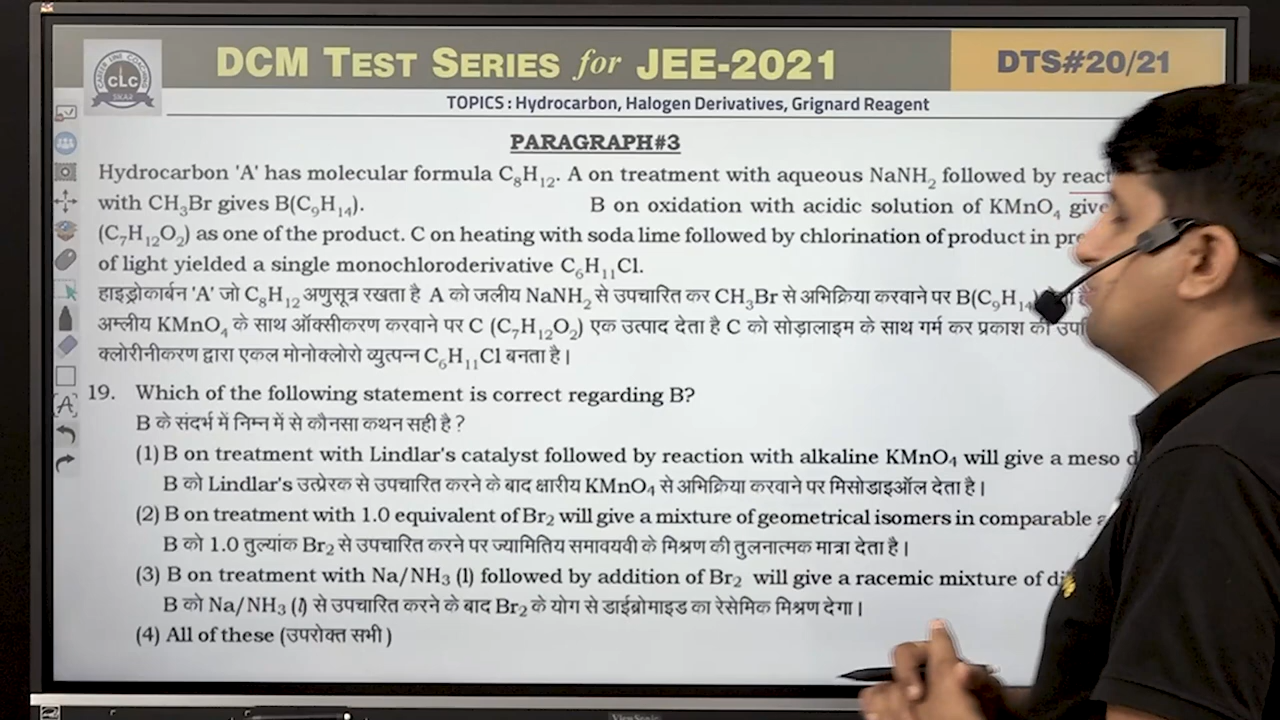 DCM TEST SERIES for JEE-2021
DTS#20/21
CLC
TOPICS : Hydrocarbon, Halogen Derivatives, Grignard Reagent
PARAGRAPH#3
Hydrocarbon 'A' has molecular formula C₈H₁₂. A on treatment with aqueous NaNH₂ followed by
with CH₃Br gives B(C₉H₁₄). B on oxidation with acidic solution of KMnO₄
(C₇H₁₂O₂) as one of the product. C on heating with soda lime followed by chlorination of product in
of light yielded a single monochloroderivative C₆H₁₁Cl.
हाइड्रोकार्बन 'A' जो C₈H₁₂ अणुसूत्र रखता है A को जलीय NaNH₂ से उपचारित कर CH₃Br से अभिक्रिया करवाने पर B(C₉H₁₄
अम्लीय KMnO₄ के साथ ऑक्सीकरण करवाने पर C (C₇H₁₂O₂) एक उत्पाद देता है C को सोड़ालाइम के साथ गर्म कर प्रकाश की
क्लोरीनीकरण द्वारा एकल मोनोक्लोरो व्युत्पन्न C₆H₁₁Cl बनता है।
19. Which of the following statement is correct regarding B?
B के संदर्भ में निम्न में से कौनसा कथन सही है ?
(1) B on treatment with Lindlar's catalyst followed by reaction with alkaline KMnO₄ will give a meso
B को Lindlar's उत्प्रेरक से उपचारित करने के बाद क्षारीय KMnO₄ से अभिक्रिया करवाने पर मिसोडाइऑल देता है।
(2) B on treatment with 1.0 equivalent of Br₂ will give a mixture of geometrical isomers in comparable
B को 1.0 तुल्यांक Br₂ से उपचारित करने पर ज्यामितिय समावयवी के मिश्रण की तुलनात्मक मात्रा देता है।
(3) B on treatment with Na/NH₃ (l) followed by addition of Br₂ will give a racemic mixture of
B को Na/NH₃ (l) से उपचारित करने के बाद Br₂ के योग से डाईब्रोमाइड का रेसेमिक मिश्रण देगा।
(4) All of these (उपरोक्त सभी)